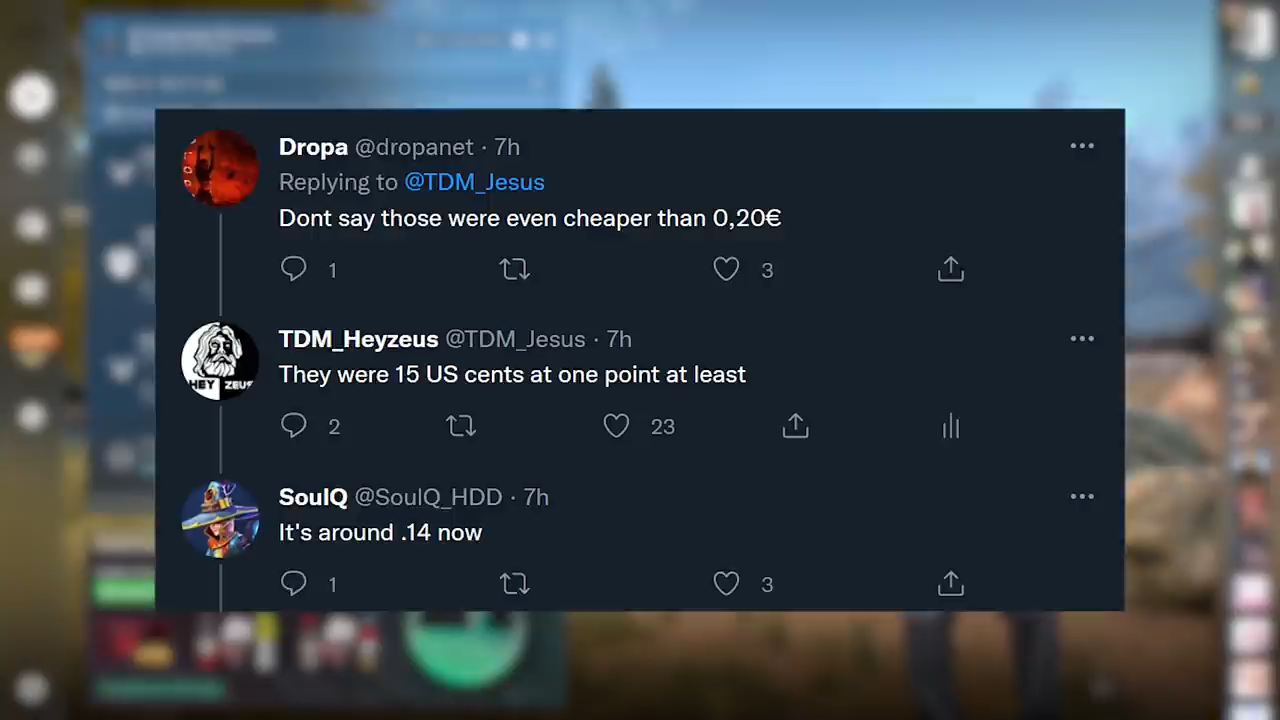 Dropa @dropanet · 7h
Replying to @TDM_Jesus
Dont say those were even cheaper than 0,20€
1 3
TDM_Heyzeus @TDM_Jesus · 7h
They were 15 US cents at one point at least
HEY ZEUS
2 23
SoulQ @SoulQ_HDD · 7h
It's around .14 now
1 3